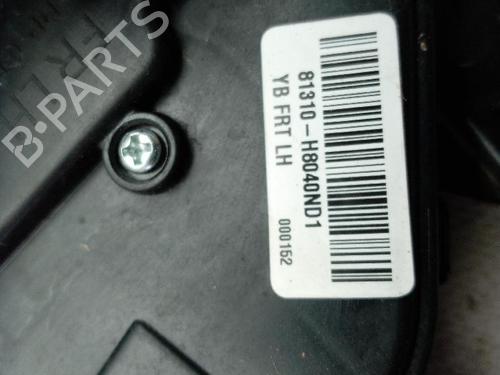 B-PARTS
81310-H8040ND1
YB FRT LH
000152